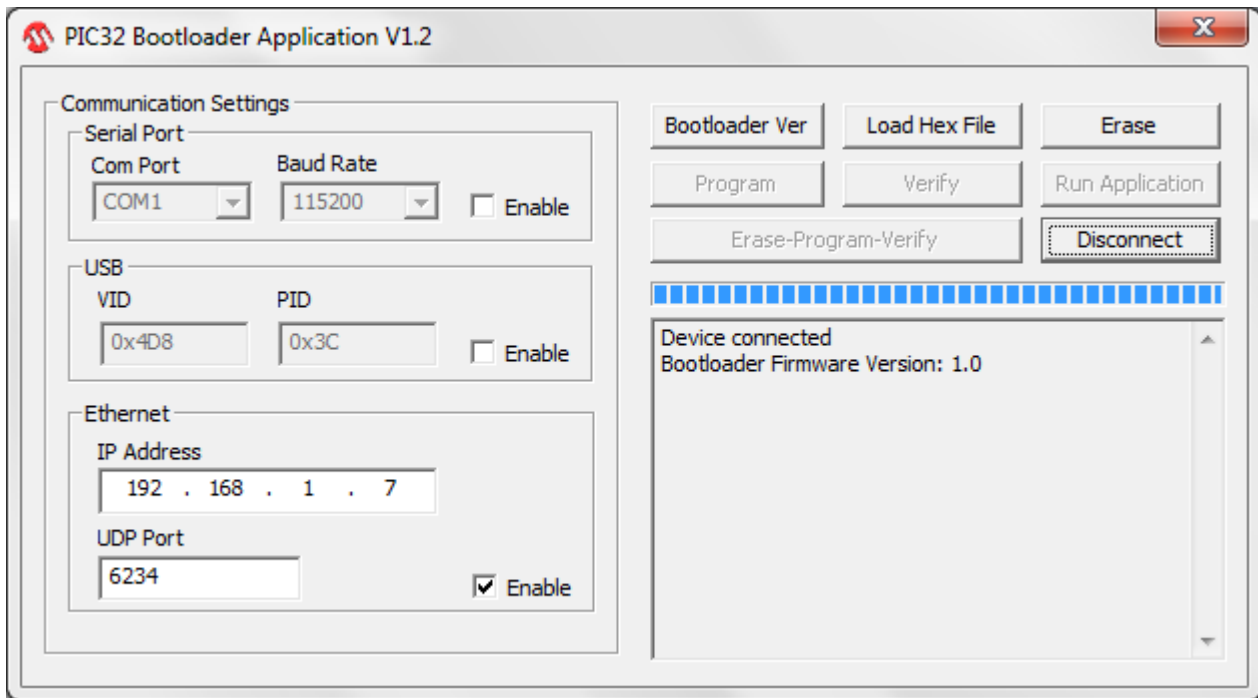 PIC32 Bootloader Application V1.2
Communication Settings
Serial Port
Com Port Baud Rate
COM1 115200 Enable
USB
VID PID
0x4D8 0x3C Enable
Ethernet
IP Address
192 . 168 . 1 . 7
UDP Port
6234 Enable
Bootloader Ver Load Hex File Erase
Program Verify Run Application
Erase-Program-Verify Disconnect
Device connected
Bootloader Firmware Version: 1.0